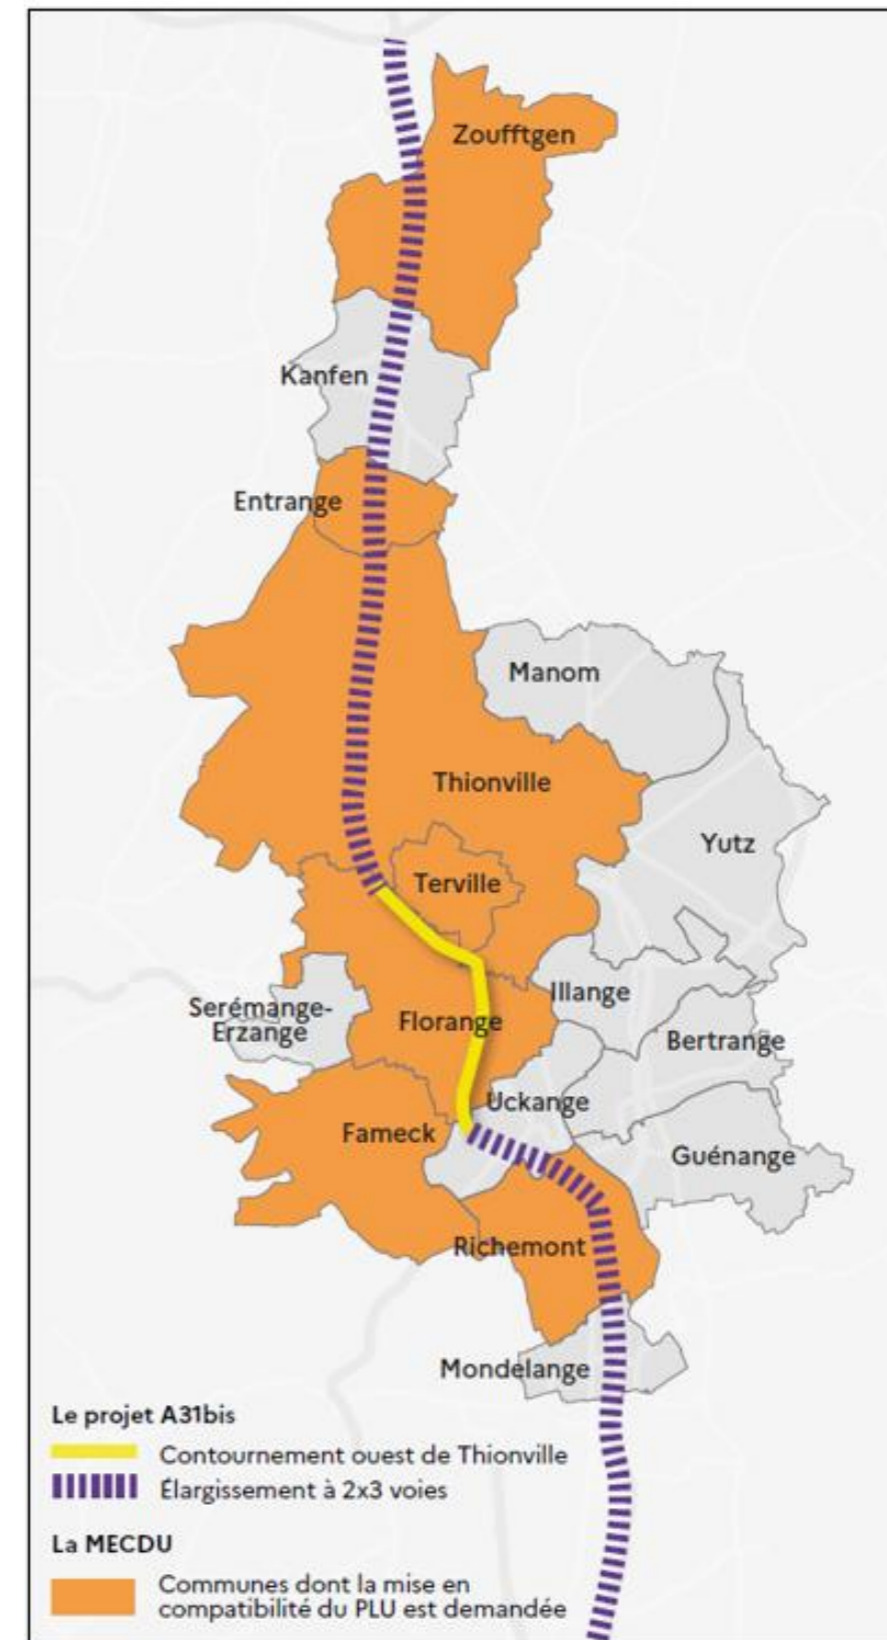 Zoufftgen
Kanfen
Entrange
Manom
Thionville
Yutz
Terville
Illange
Serémange-
Erzange
Florange
Bertrange
Uckange
Fameck
Guénange
Richemont
Mondelange
Le projet A31bis
Contournement ouest de Thionville
Élargissement à 2x3 voies
La MECDU
Communes dont la mise en
compatibilité du PLU est demandée